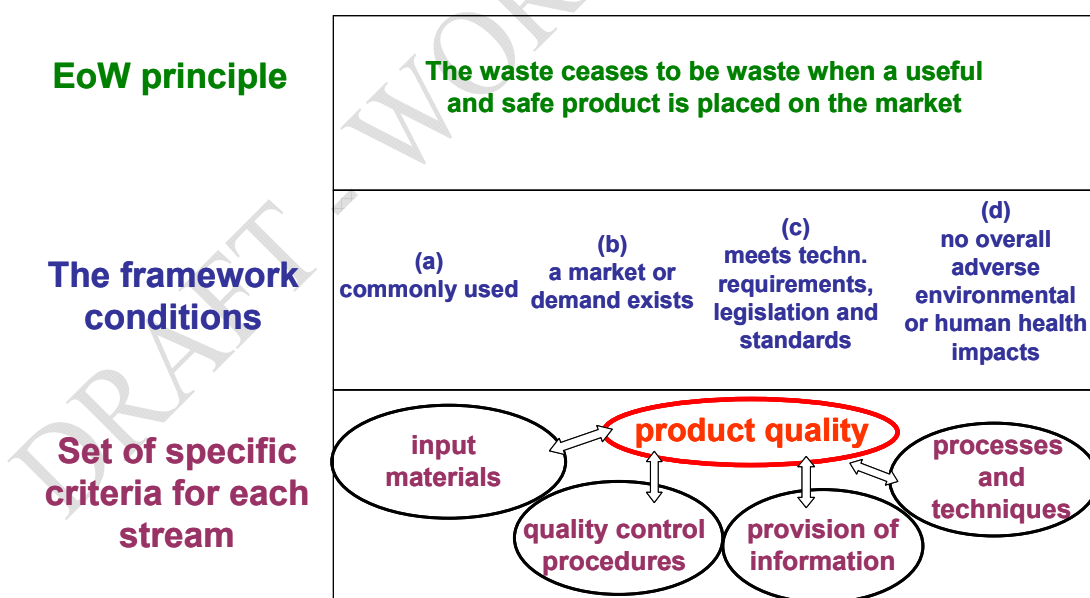 EoW principle
The waste ceases to be waste when a useful
and safe product is placed on the market
The framework
conditions
(a)
commonly used
(b)
a market or
demand exists
(c)
meets techn.
requirements,
legislation and
standards
(d)
no overall
adverse
environmental
or human health
impacts
Set of specific
criteria for each
stream
input
materials
product quality
processes
and
techniques
quality control
procedures
provision of
information
DRAFT - WOR